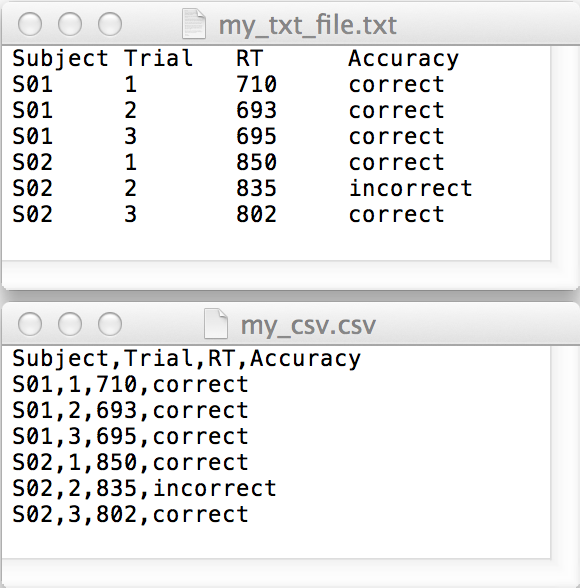 my_txt_file.txt
Subject Trial RT Accuracy
S01 1 710 correct
S01 2 693 correct
S01 3 695 correct
S02 1 850 correct
S02 2 835 incorrect
S02 3 802 correct
my_csv.csv
Subject,Trial,RT,Accuracy
S01,1,710,correct
S01,2,693,correct
S01,3,695,correct
S02,1,850,correct
S02,2,835,incorrect
S02,3,802,correct